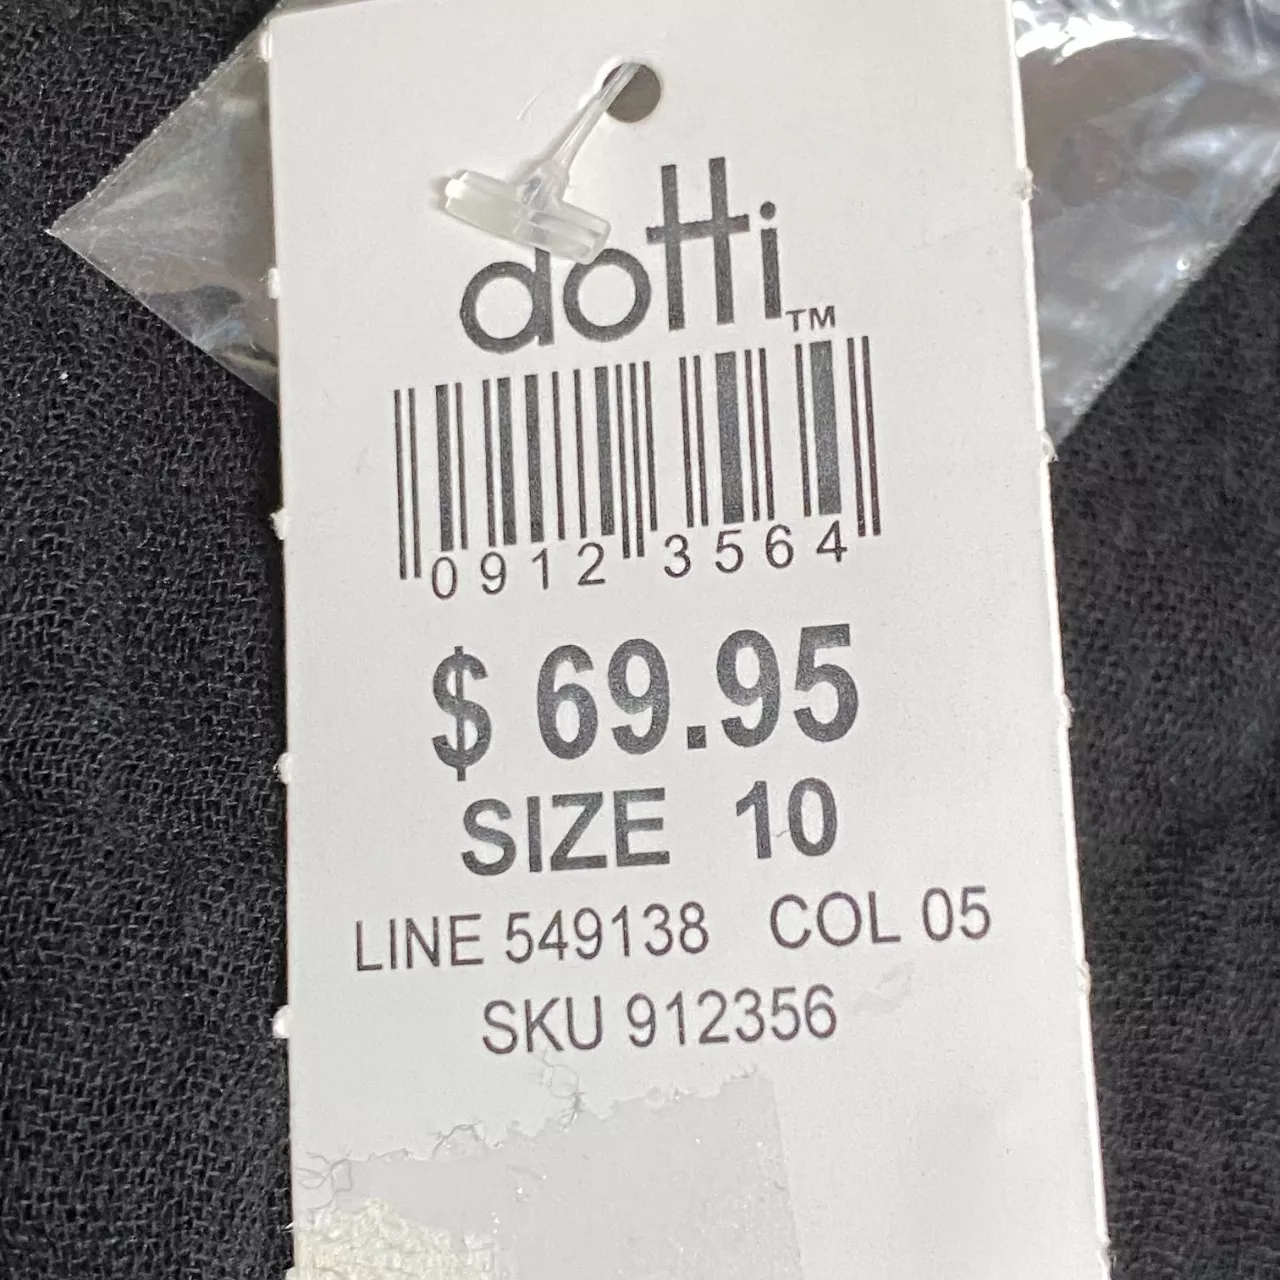 dotti™
0912 3564
$ 69.95
SIZE 10
LINE 549138 COL 05
SKU 912356